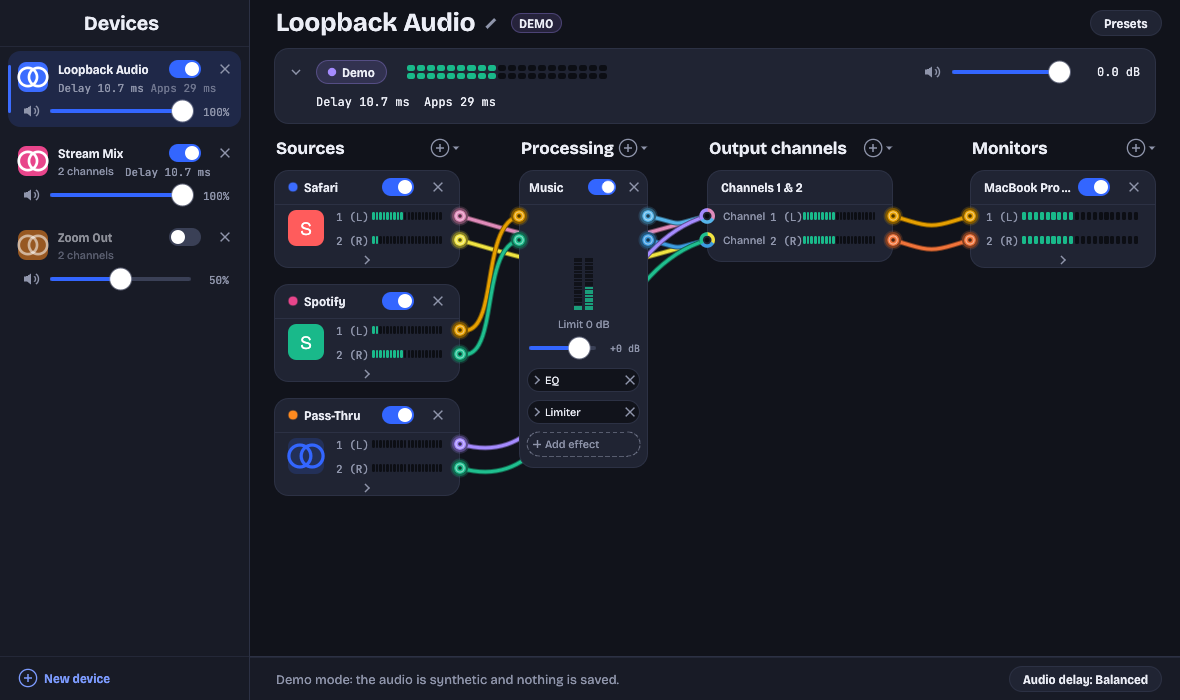 Devices
Loopback Audio
Delay 10.7 ms Apps 29 ms
100%
Stream Mix
2 channels Delay 10.7 ms
100%
Zoom Out
2 channels
50%
New device
Loopback Audio DEMO
Presets
Demo
0.0 dB
Delay 10.7 ms Apps 29 ms
Sources
Safari
S
1 (L)
2 (R)
Spotify
S
1 (L)
2 (R)
Pass-Thru
1 (L)
2 (R)
Processing
Music
Limit 0 dB
+0 dB
EQ
Limiter
+ Add effect
Output channels
Channels 1 & 2
Channel 1 (L)
Channel 2 (R)
Monitors
MacBook Pro ...
1 (L)
2 (R)
Demo mode: the audio is synthetic and nothing is saved.
Audio delay: Balanced